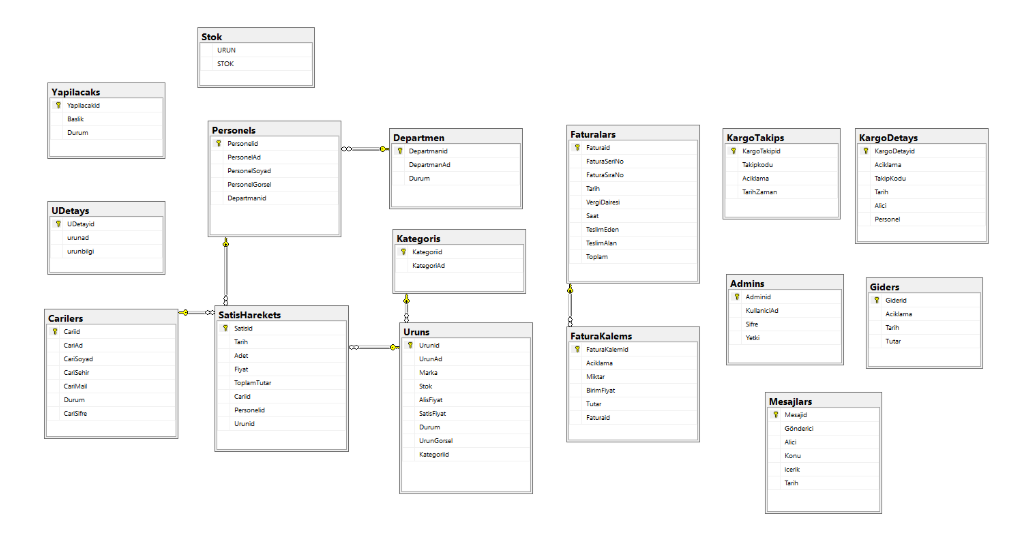 Stok
URUN
STOK
Yapilacaks
Yapilacakid
Baslik
Durum
Personels
Personelid
PersonelAd
PersonelSoyad
PersonelGorsel
Departmanid
Departmen
Departmanid
DepartmanAd
Durum
UDetays
UDetayid
urunad
urunbilgi
Kategoris
Kategoriid
KategoriAd
Carilers
Cariid
CariAd
CariSoyad
CariSehir
CariMail
Durum
CariSifre
SatisHarekets
Satisid
Tarih
Adet
Fiyat
ToplamTutar
Cariid
Personelid
Urunid
Uruns
Urunid
UrunAd
Marka
Stok
AlisFiyat
SatisFiyat
Durum
UrunGorsel
Kategoriid
Faturalars
Faturaid
FaturaSeriNo
FaturaSiraNo
Tarih
VergiDairesi
Saat
TeslimEden
TeslimAlan
Toplam
FaturaKalems
FaturaKalemid
Aciklama
Miktar
BirimFiyat
Tutar
Faturaid
KargoTakips
KargoTakipid
Takipkodu
Aciklama
TarihZaman
KargoDetays
KargoDetayid
Aciklama
TakipKodu
Tarih
Alici
Personel
Admins
Adminid
KullaniciAd
Sifre
Yetki
Giders
Giderid
Aciklama
Tarih
Tutar
Mesajlars
Mesajid
Gönderici
Alici
Konu
Icerik
Tarih